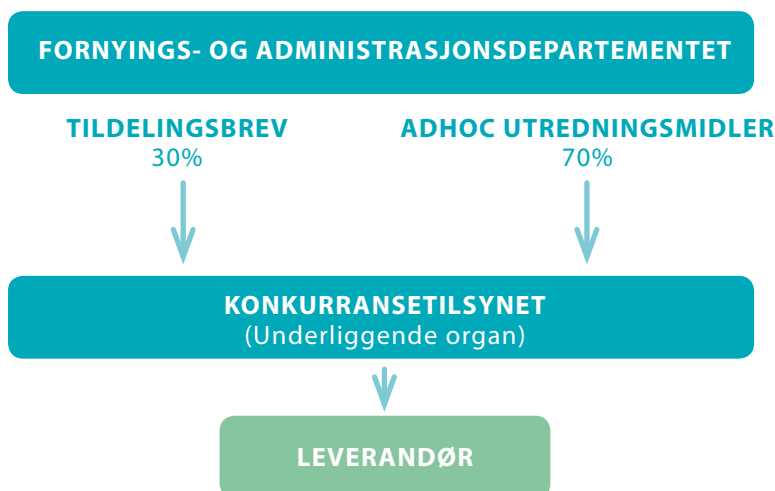 FORNYINGS- OG ADMINISTRASJONSDEPARTEMENTET
TILDELINGSBREV
30%
ADHOC UTREDNINGSMIDLER
70%
KONKURRANSETILSYNET
(Underliggende organ)
LEVERANDØR